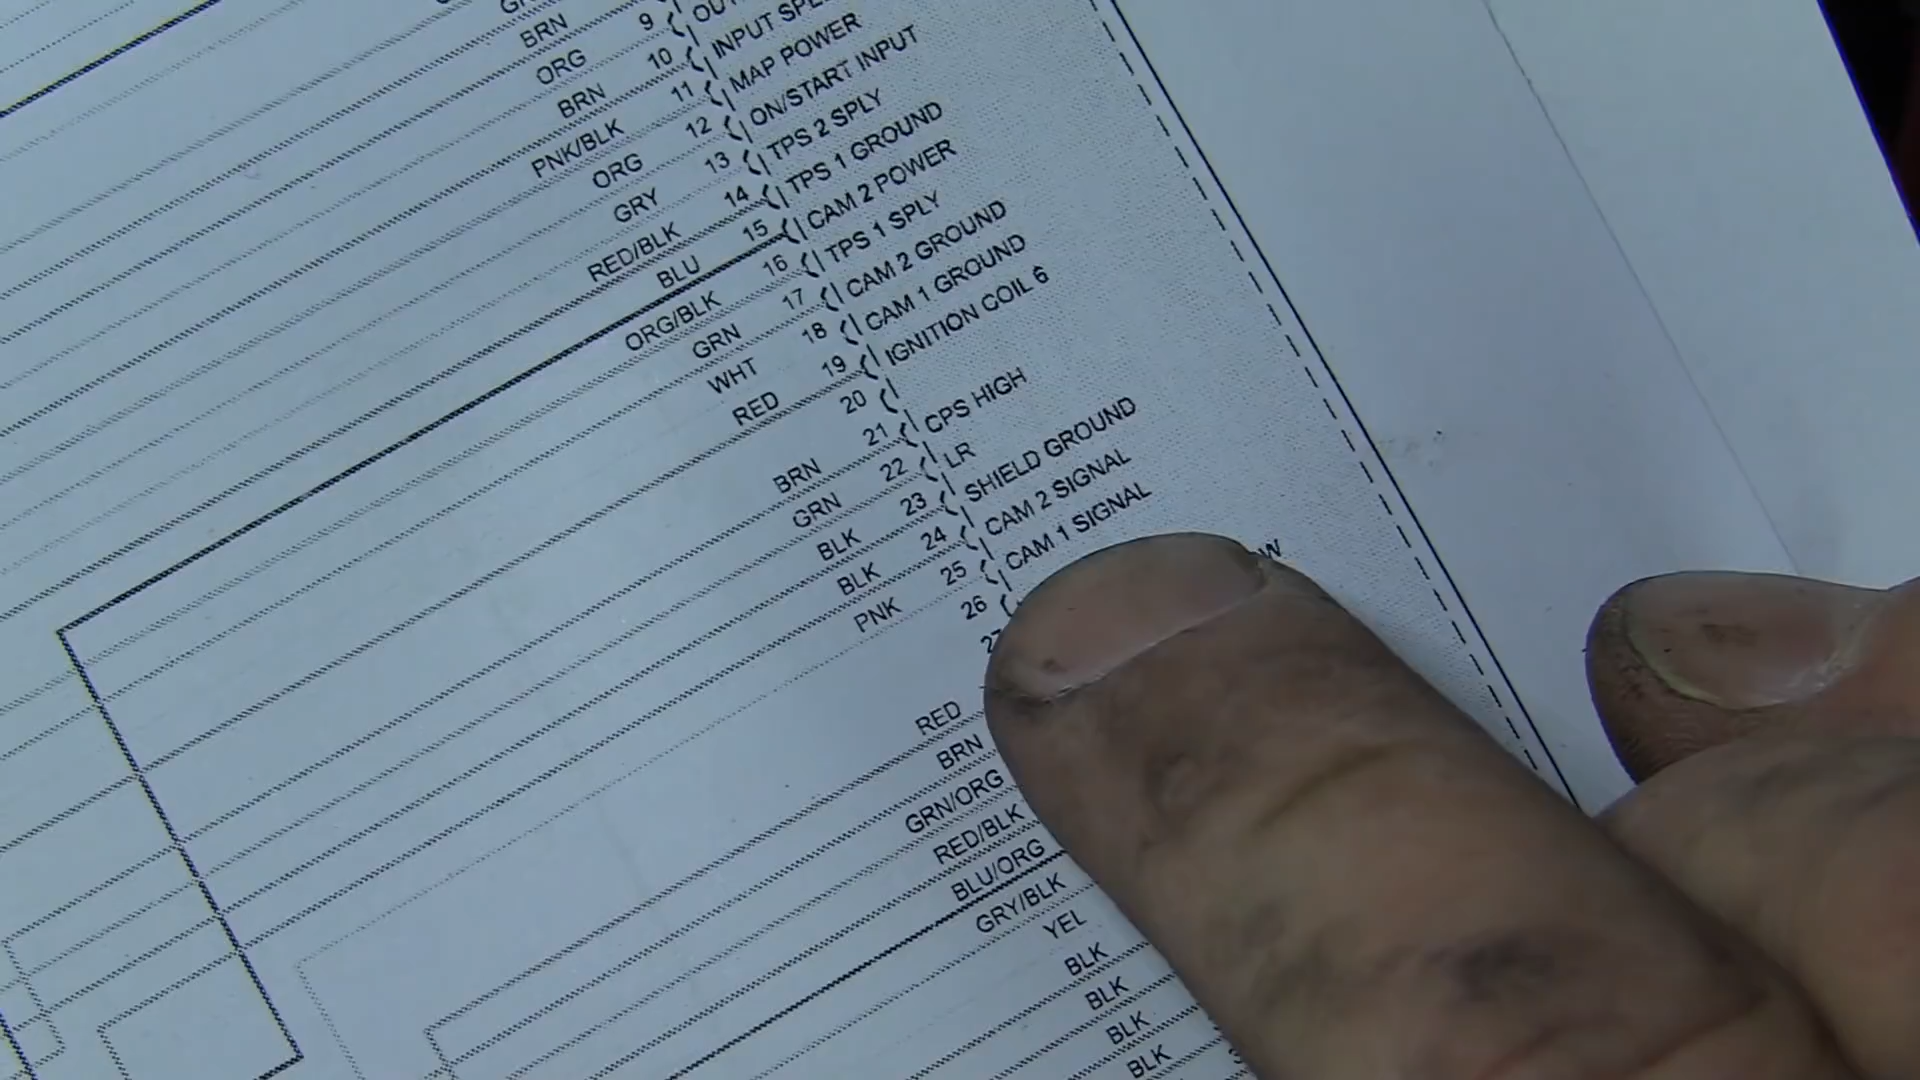 BRN
ORG 9
BRN 10 INPUT
PNK/BLK 11 MAP POWER
ORG 12 ON/START INPUT
GRY 13 TPS 2 SPLY
RED/BLK 14 TPS 1 GROUND
BLU 15 CAM 2 POWER
ORG/BLK 16 TPS 1 SPLY
GRN 17 CAM 2 GROUND
WHT 18 CAM 1 GROUND
RED 19 IGNITION COIL 6
20
BRN 21 CPS HIGH
GRN 22 LR
BLK 23 SHIELD GROUND
BLK 24 CAM 2 SIGNAL
PNK 25 CAM 1 SIGNAL
26
27
RED
BRN
GRN/ORG
RED/BLK
BLU/ORG
GRY/BLK
YEL
BLK
BLK
BLK
BLK